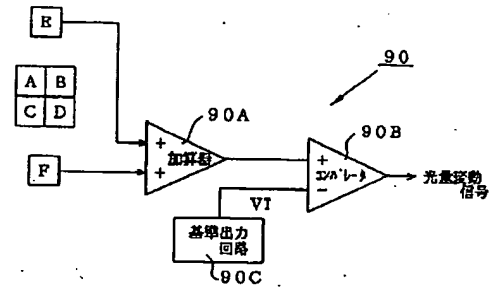 E
90
A B
C D
90A
90B
加算器
+
+
F
+
コンパレータ
−
光量変動
信号
VT
基準出力
回路
90C